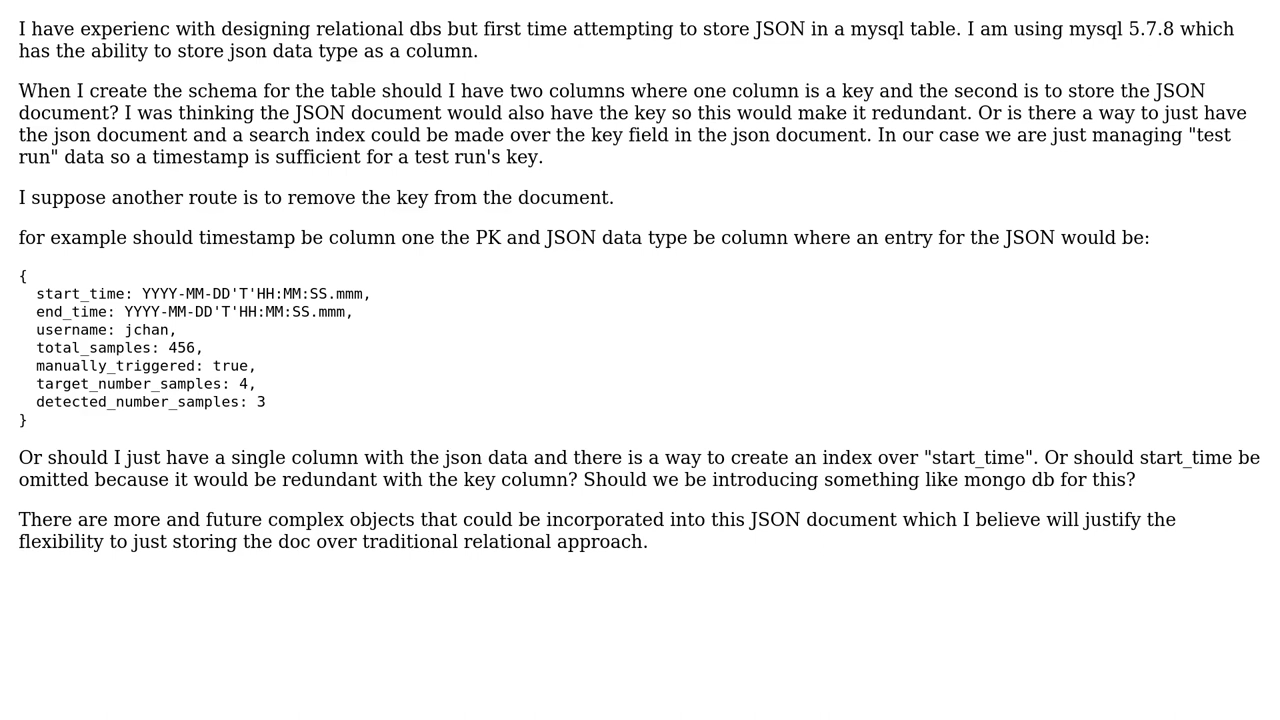 I have experienc with designing relational dbs but first time attempting to store JSON in a mysql table. I am using mysql 5.7.8 which
has the ability to store json data type as a column.
When I create the schema for the table should I have two columns where one column is a key and the second is to store the JSON
document? I was thinking the JSON document would also have the key so this would make it redundant. Or is there a way to just have
the json document and a search index could be made over the key field in the json document. In our case we are just managing "test
run" data so a timestamp is sufficient for a test run's key.
I suppose another route is to remove the key from the document.
for example should timestamp be column one the PK and JSON data type be column where an entry for the JSON would be:
{
  start_time: YYYY-MM-DD'T'HH:MM:SS.mmm,
  end_time: YYYY-MM-DD'T'HH:MM:SS.mmm,
  username: jchan,
  total_samples: 456,
  manually_triggered: true,
  target_number_samples: 4,
  detected_number_samples: 3
}
Or should I just have a single column with the json data and there is a way to create an index over "start_time". Or should start_time be
omitted because it would be redundant with the key column? Should we be introducing something like mongo db for this?
There are more and future complex objects that could be incorporated into this JSON document which I believe will justify the
flexibility to just storing the doc over traditional relational approach.